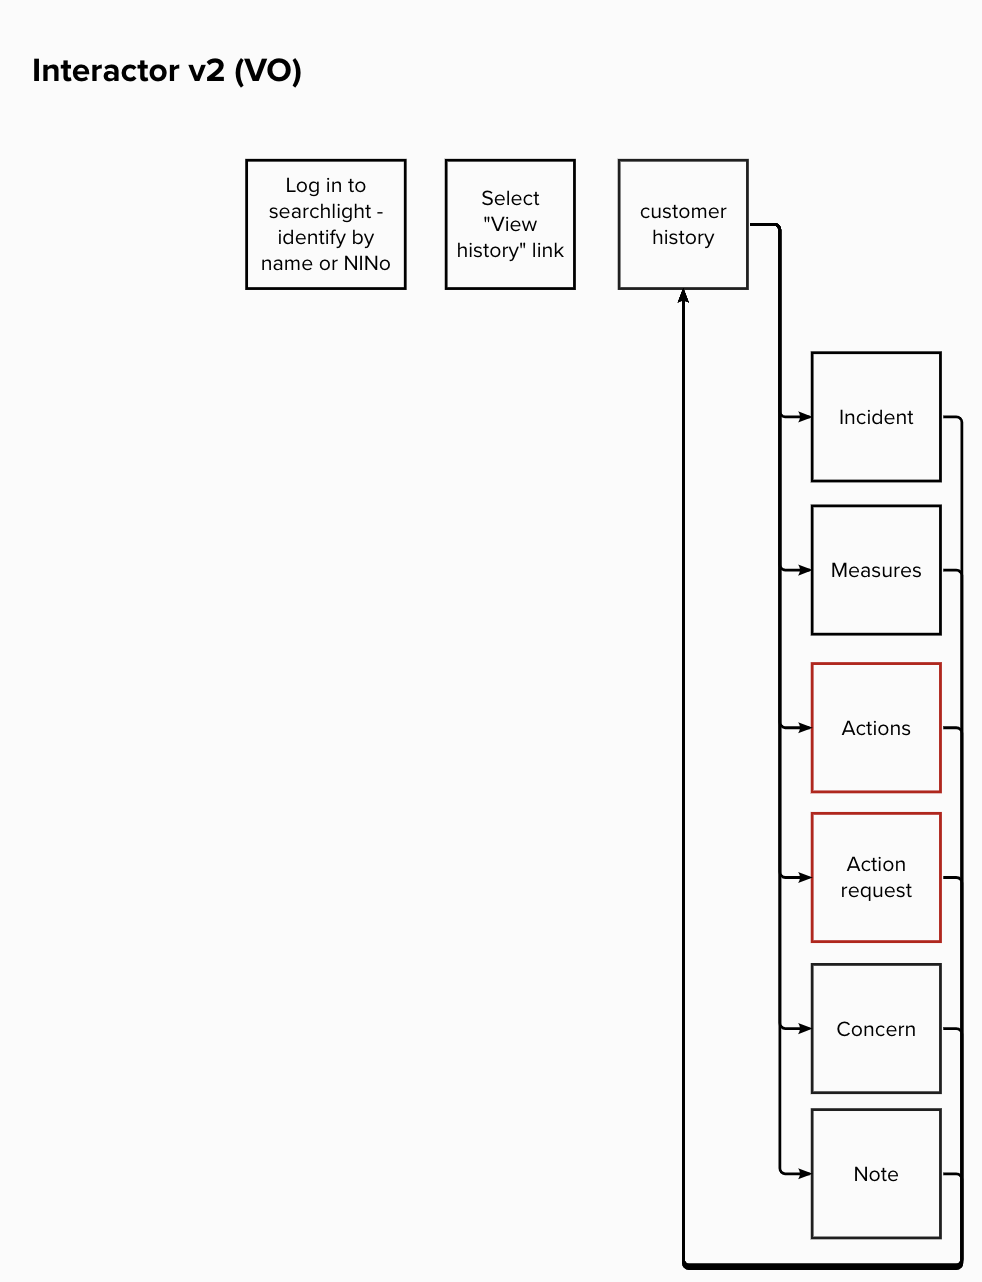 Interactor v2 (VO)
Log in to
searchlight -
identify by
name or NINo
Select
"View
history" link
customer
history
Incident
Measures
Actions
Action
request
Concern
Note